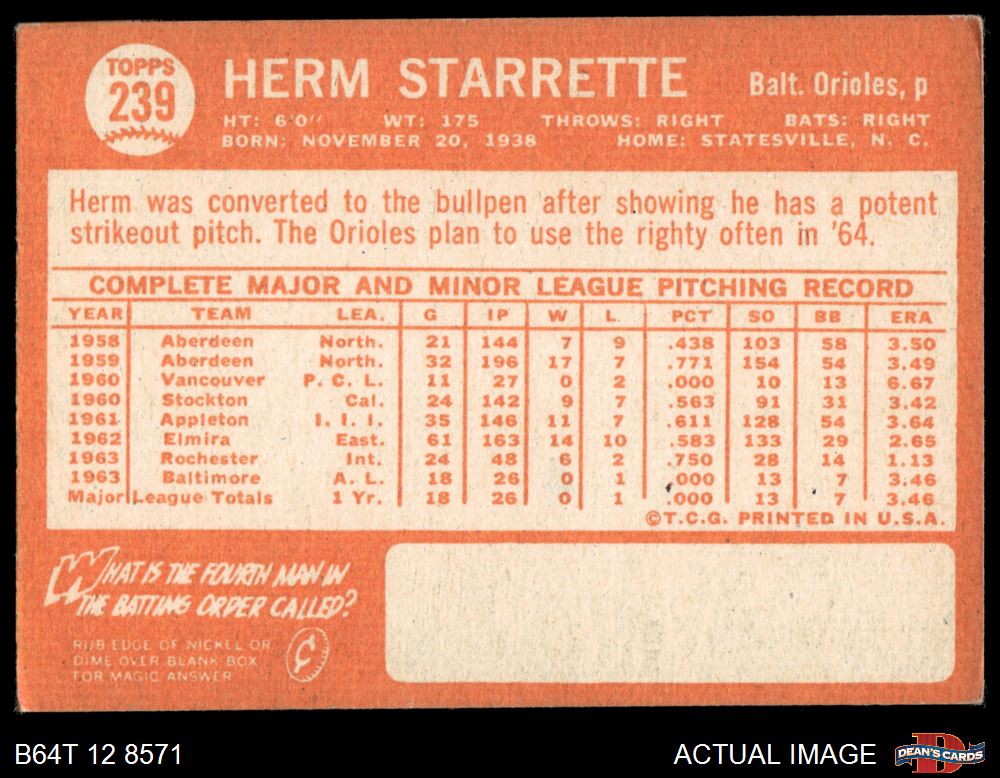 TOPPS
239
HERM STARRETTE
Balt. Orioles, p
HT: 6'0" WT: 175 THROWS: RIGHT BATS: RIGHT
BORN: NOVEMBER 20, 1938 HOME: STATESVILLE, N. C.
Herm was converted to the bullpen after showing he has a potent
strikeout pitch. The Orioles plan to use the righty often in '64.
COMPLETE MAJOR AND MINOR LEAGUE PITCHING RECORD
YEAR TEAM LEA. G IP W L PCT SO BB ERA
1958 Aberdeen North. 21 144 7 9 .438 103 58 3.50
1959 Aberdeen North. 32 196 17 7 .771 154 54 3.49
1960 Vancouver P. C. L. 11 27 0 2 .000 10 13 6.67
1960 Stockton Cal. 24 142 9 7 .563 91 31 3.42
1961 Appleton I. I. I. 35 146 11 7 .611 128 54 3.64
1962 Elmira East. 61 163 14 10 .583 133 29 2.65
1963 Rochester Int. 24 48 6 2 .750 28 14 1.13
1963 Baltimore A. L. 18 26 0 1 .000 13 7 3.46
Major League Totals 1 Yr. 18 26 0 1 .000 13 7 3.46
©T.C.G. PRINTED IN U.S.A.
WHAT IS THE FOURTH MAN IN
THE BATTING ORDER CALLED?
RUB EDGE OF NICKEL OR
DIME OVER BLANK BOX
FOR MAGIC ANSWER
¢
B64T 12 8571
ACTUAL IMAGE
D
DEAN'S CARDS